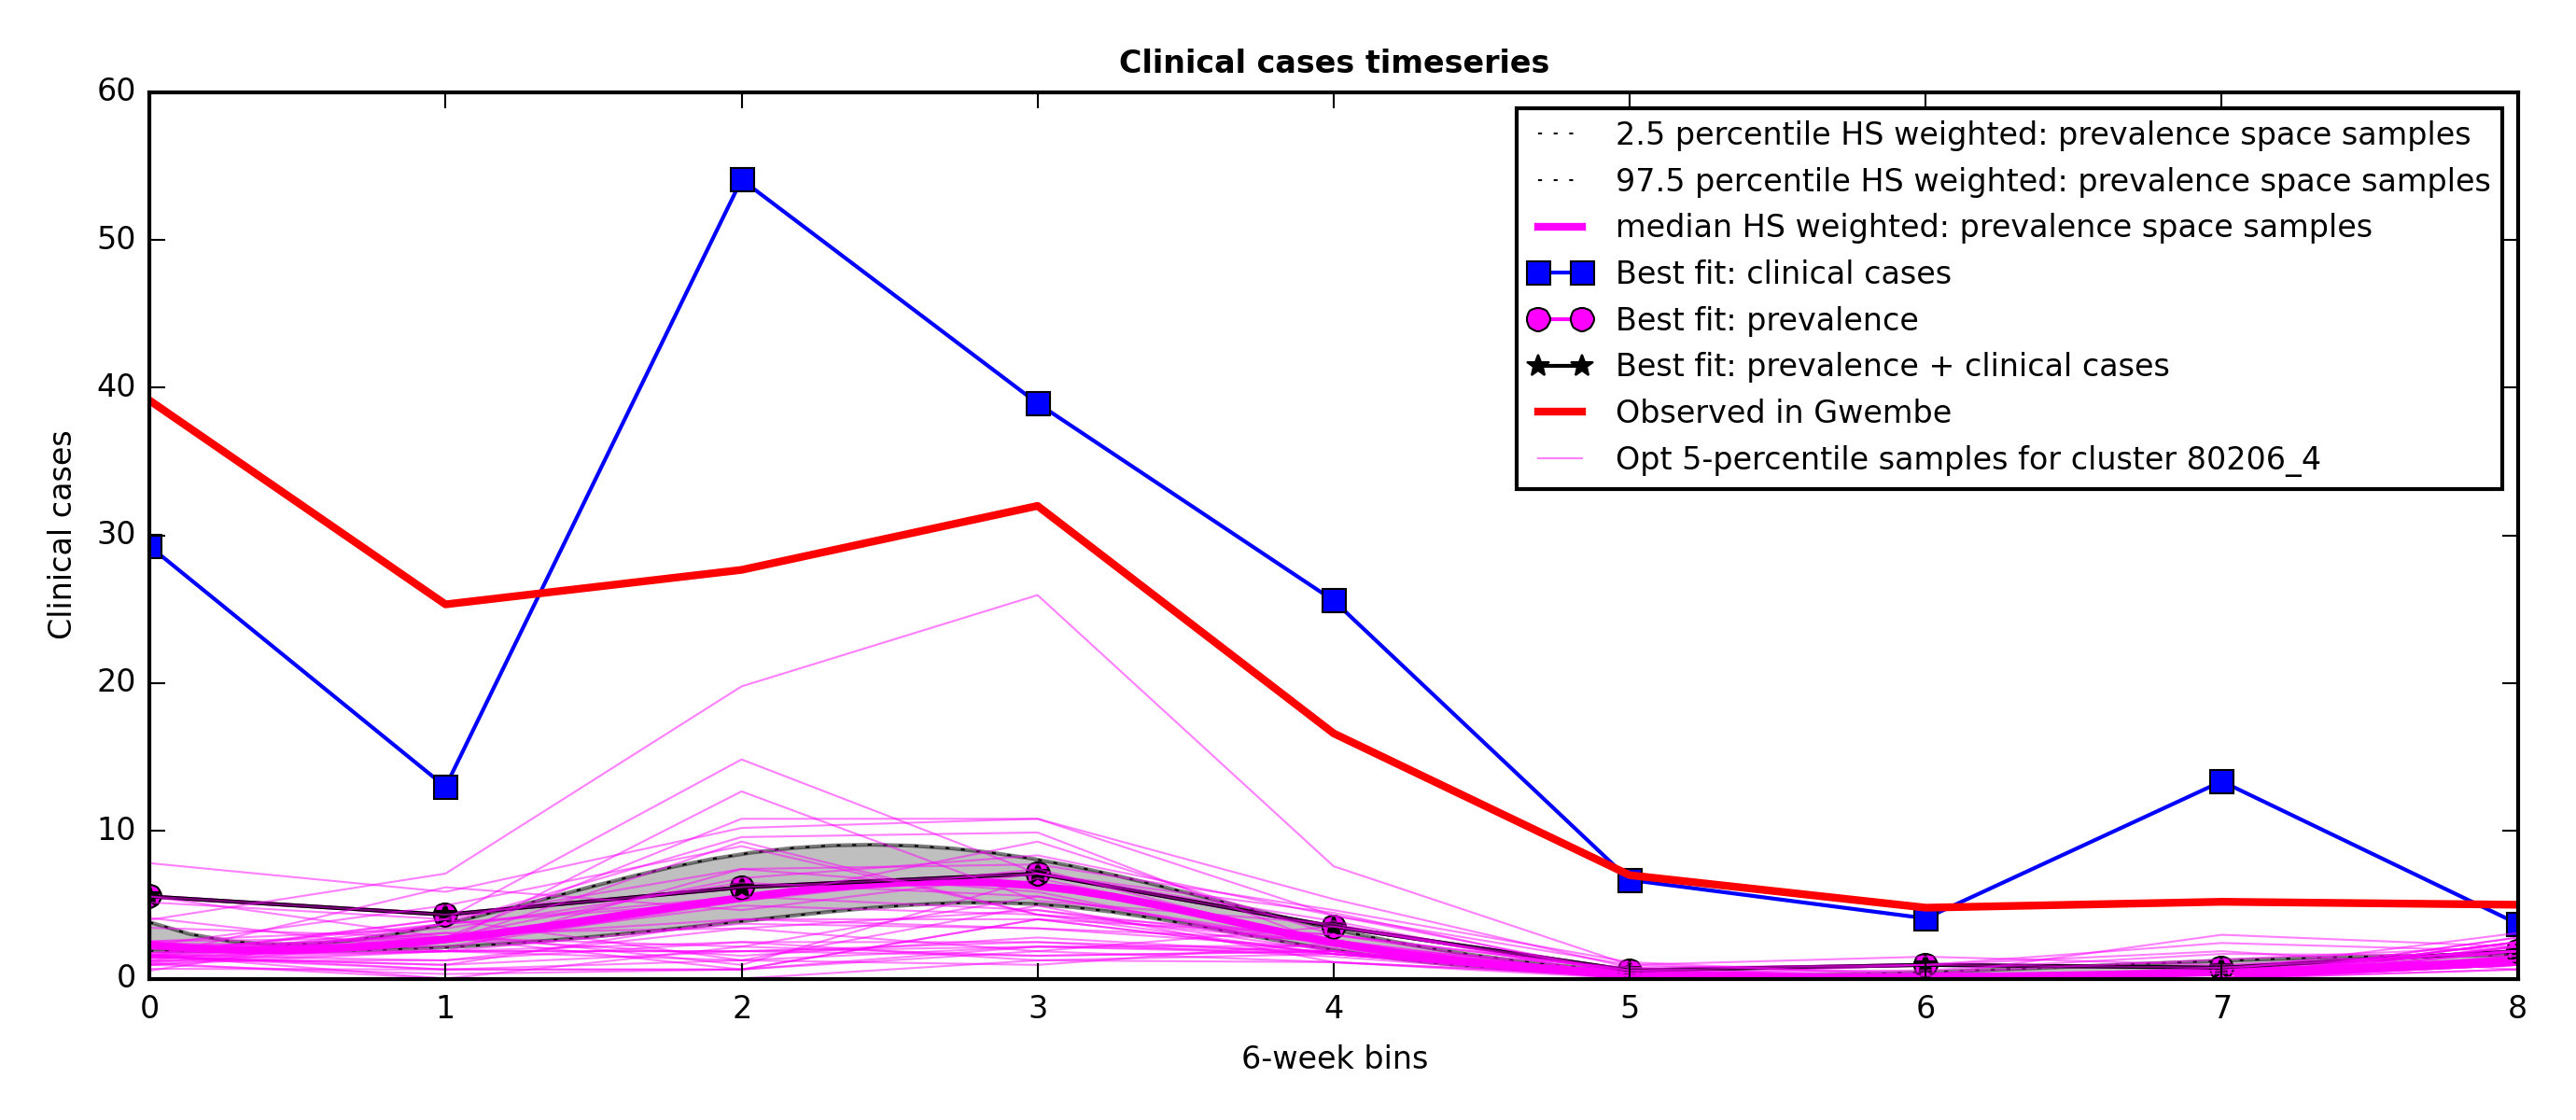 Clinical cases timeseries
60
50
40
30
20
10
0
Clinical cases
2.5 percentile HS weighted: prevalence space samples
97.5 percentile HS weighted: prevalence space samples
median HS weighted: prevalence space samples
Best fit: clinical cases
Best fit: prevalence
Best fit: prevalence + clinical cases
Observed in Gwembe
Opt 5-percentile samples for cluster 80206_4
0 1 2 3 4 5 6 7 8
6-week bins